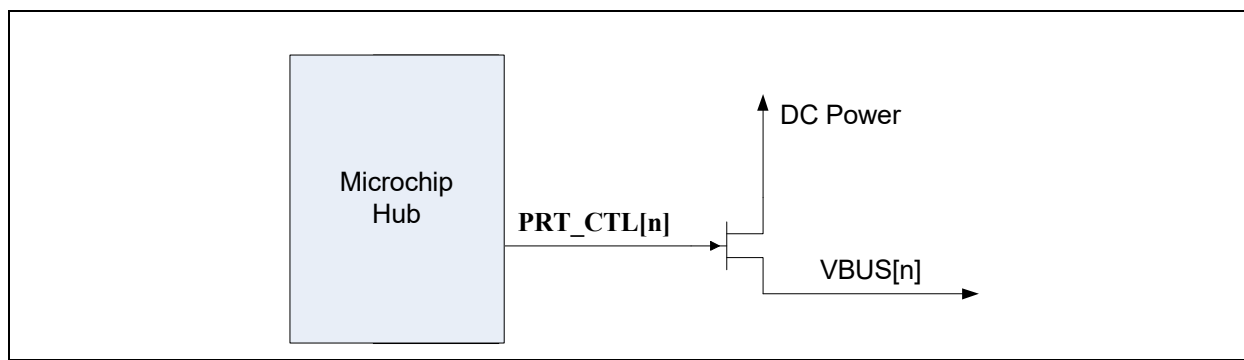 Microchip
Hub
PRT_CTL[n]
DC Power
VBUS[n]